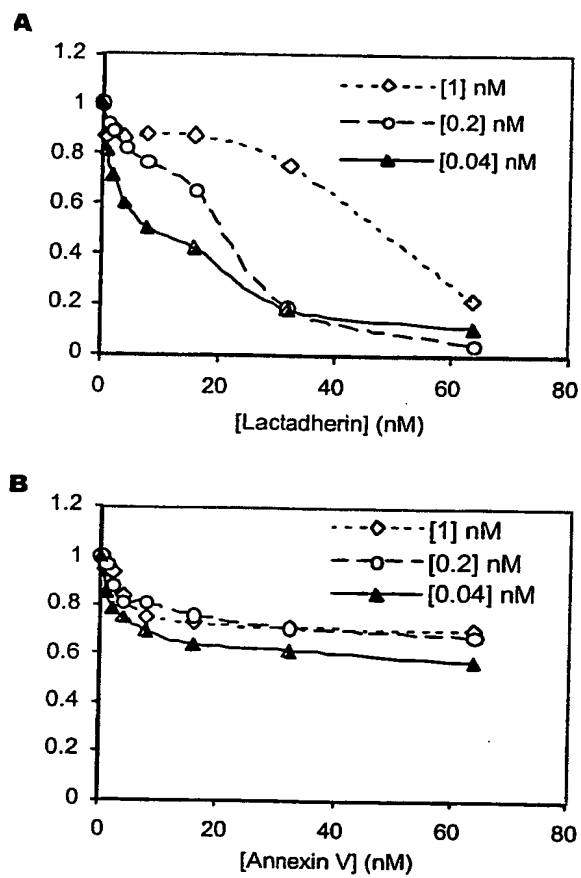 A
1.2
1
0.8
0.6
0.4
0.2
0
[1] nM
[0.2] nM
[0.04] nM
0 20 40 60 80
[Lactadherin] (nM)
B
1.2
1
0.8
0.6
0.4
0.2
0
[1] nM
[0.2] nM
[0.04] nM
0 20 40 60 80
[Annexin V] (nM)